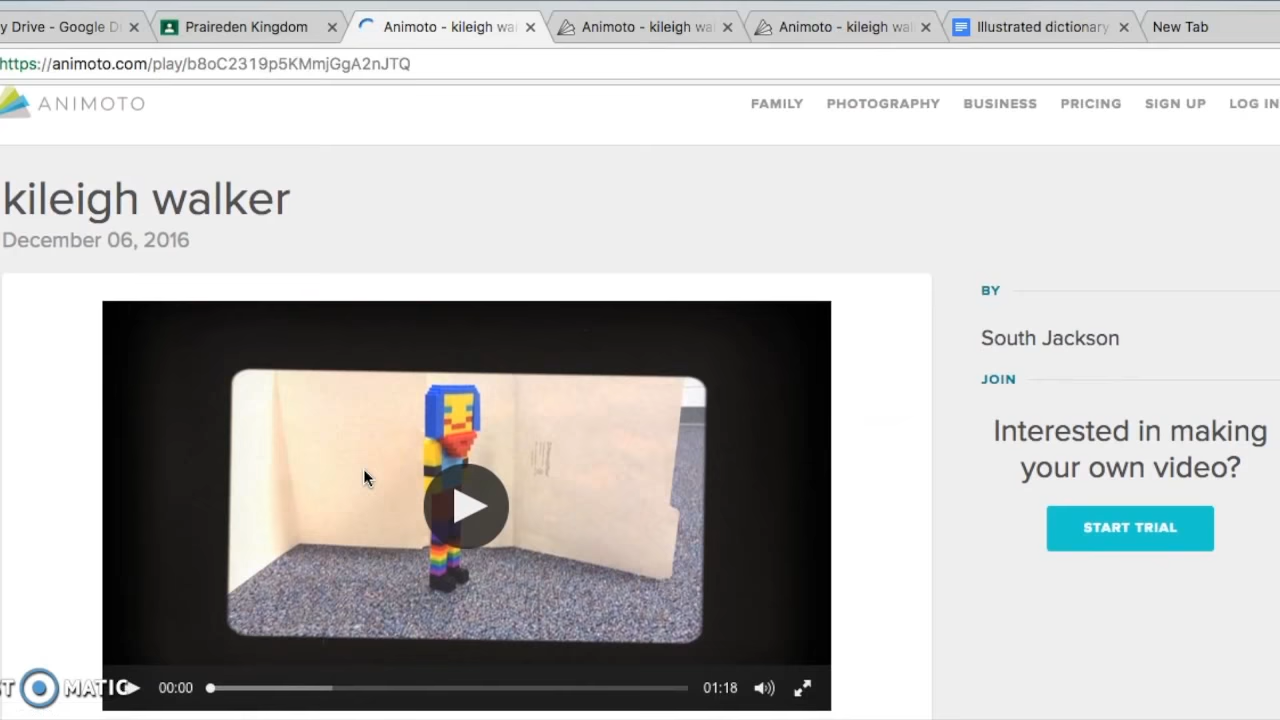 y Drive - Google D
Praireden Kingdom
Animoto - kileigh wa
Animoto - kileigh wa
Animoto - kileigh wa
Illustrated dictionary
New Tab
https://animoto.com/play/b8oC2319p5KMmjGgA2nJTQ
ANIMOTO
FAMILY PHOTOGRAPHY BUSINESS PRICING SIGN UP LOG IN
kileigh walker
December 06, 2016
BY
South Jackson
JOIN
Interested in making
your own video?
START TRIAL
00:00
01:18
T MATIC